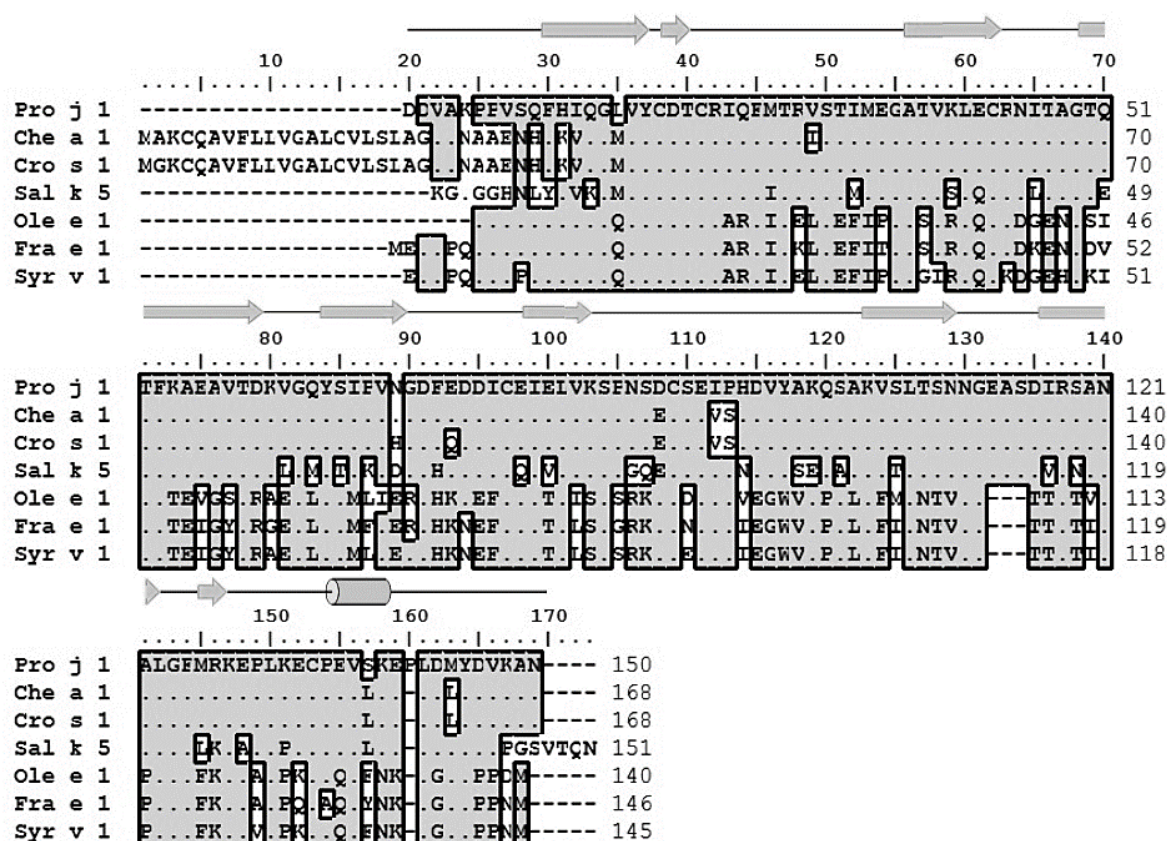 10 20 30 40 50 60 70
Pro j 1 -------------------DDVAKPFVSQFHIQGLVYCDTCRIQFMTRVSTIMEGATVKLECRNITAGTQ 51
Che a 1 MAKCQAVFLIVGALCVLSLAG..NAAENH.KV..M.............I..................... 70
Cro s 1 MGKCQAVFLIVGALCVLSLAG..NAAENH.KV..M................................... 70
Sal k 5 ---------------------KG.GGHNLY.VK.M..........I.....M......S.Q...L....E 49
Ole e 1 ------------------------..........Q.......AR.I.EL.EFIP..S.R.Q..DGEN.SI 46
Fra e 1 ------------------ME..PQ..........Q.......AR.I.KL.EFIT..S.R.Q..DKEN.DV 52
Syr v 1 -------------------E..PQ...P......Q.......AR.I.EL.EFIP..GIR.Q.KDGEH.KI 51
80 90 100 110 120 130 140
Pro j 1 TFKAEAVTDKVGQYSIPVNGDFEDDICEIELVKSPNSDCSEIPHDVYAKQSAKVSLTSNNGEASDIRSAN 121
Che a 1 .....................................E...VS........................... 140
Cro s 1 ..................H...Q..............E...VS........................... 140
Sal k 5 ..........L.M.T.K.D..H.....Q.V.....GQE.....N...SE.A...T..........V.N.. 119
Ole e 1 ..TEVGS.RAE.L..MLIER.HK.EF...T.IS.SRK..D...VEGWV.P.L.FM.NTV..---TT.TV. 113
Fra e 1 ..TEIGY.RGE.L..MF.ER.HKNEF...T.LS.GRK..N...IEGWV.P.L.FI.NTV..---TT.TI. 119
Syr v 1 ..TEIGY.RAE.L..ML.E..HKNEF...T.LS.SRK..E...IEGWV.P.L.FI.NTV..---TT.TI. 118
150 160 170
Pro j 1 ALGFMRKEPLKECPEVSKEPLDMYDVKAN---- 150
Che a 1 ................L..-..L......---- 168
Cro s 1 ................L..-..L......---- 168
Sal k 5 ....LK.A..P.....L..-......PGSVTQN 151
Ole e 1 P...FK..A.PK..Q.FNK-.G..PPDM----- 140
Fra e 1 P...FK..A.PQ.AQ.YNK-.G..PPNM----- 146
Syr v 1 P...FK..V.PK..Q.FNK-.G..PPNM----- 145